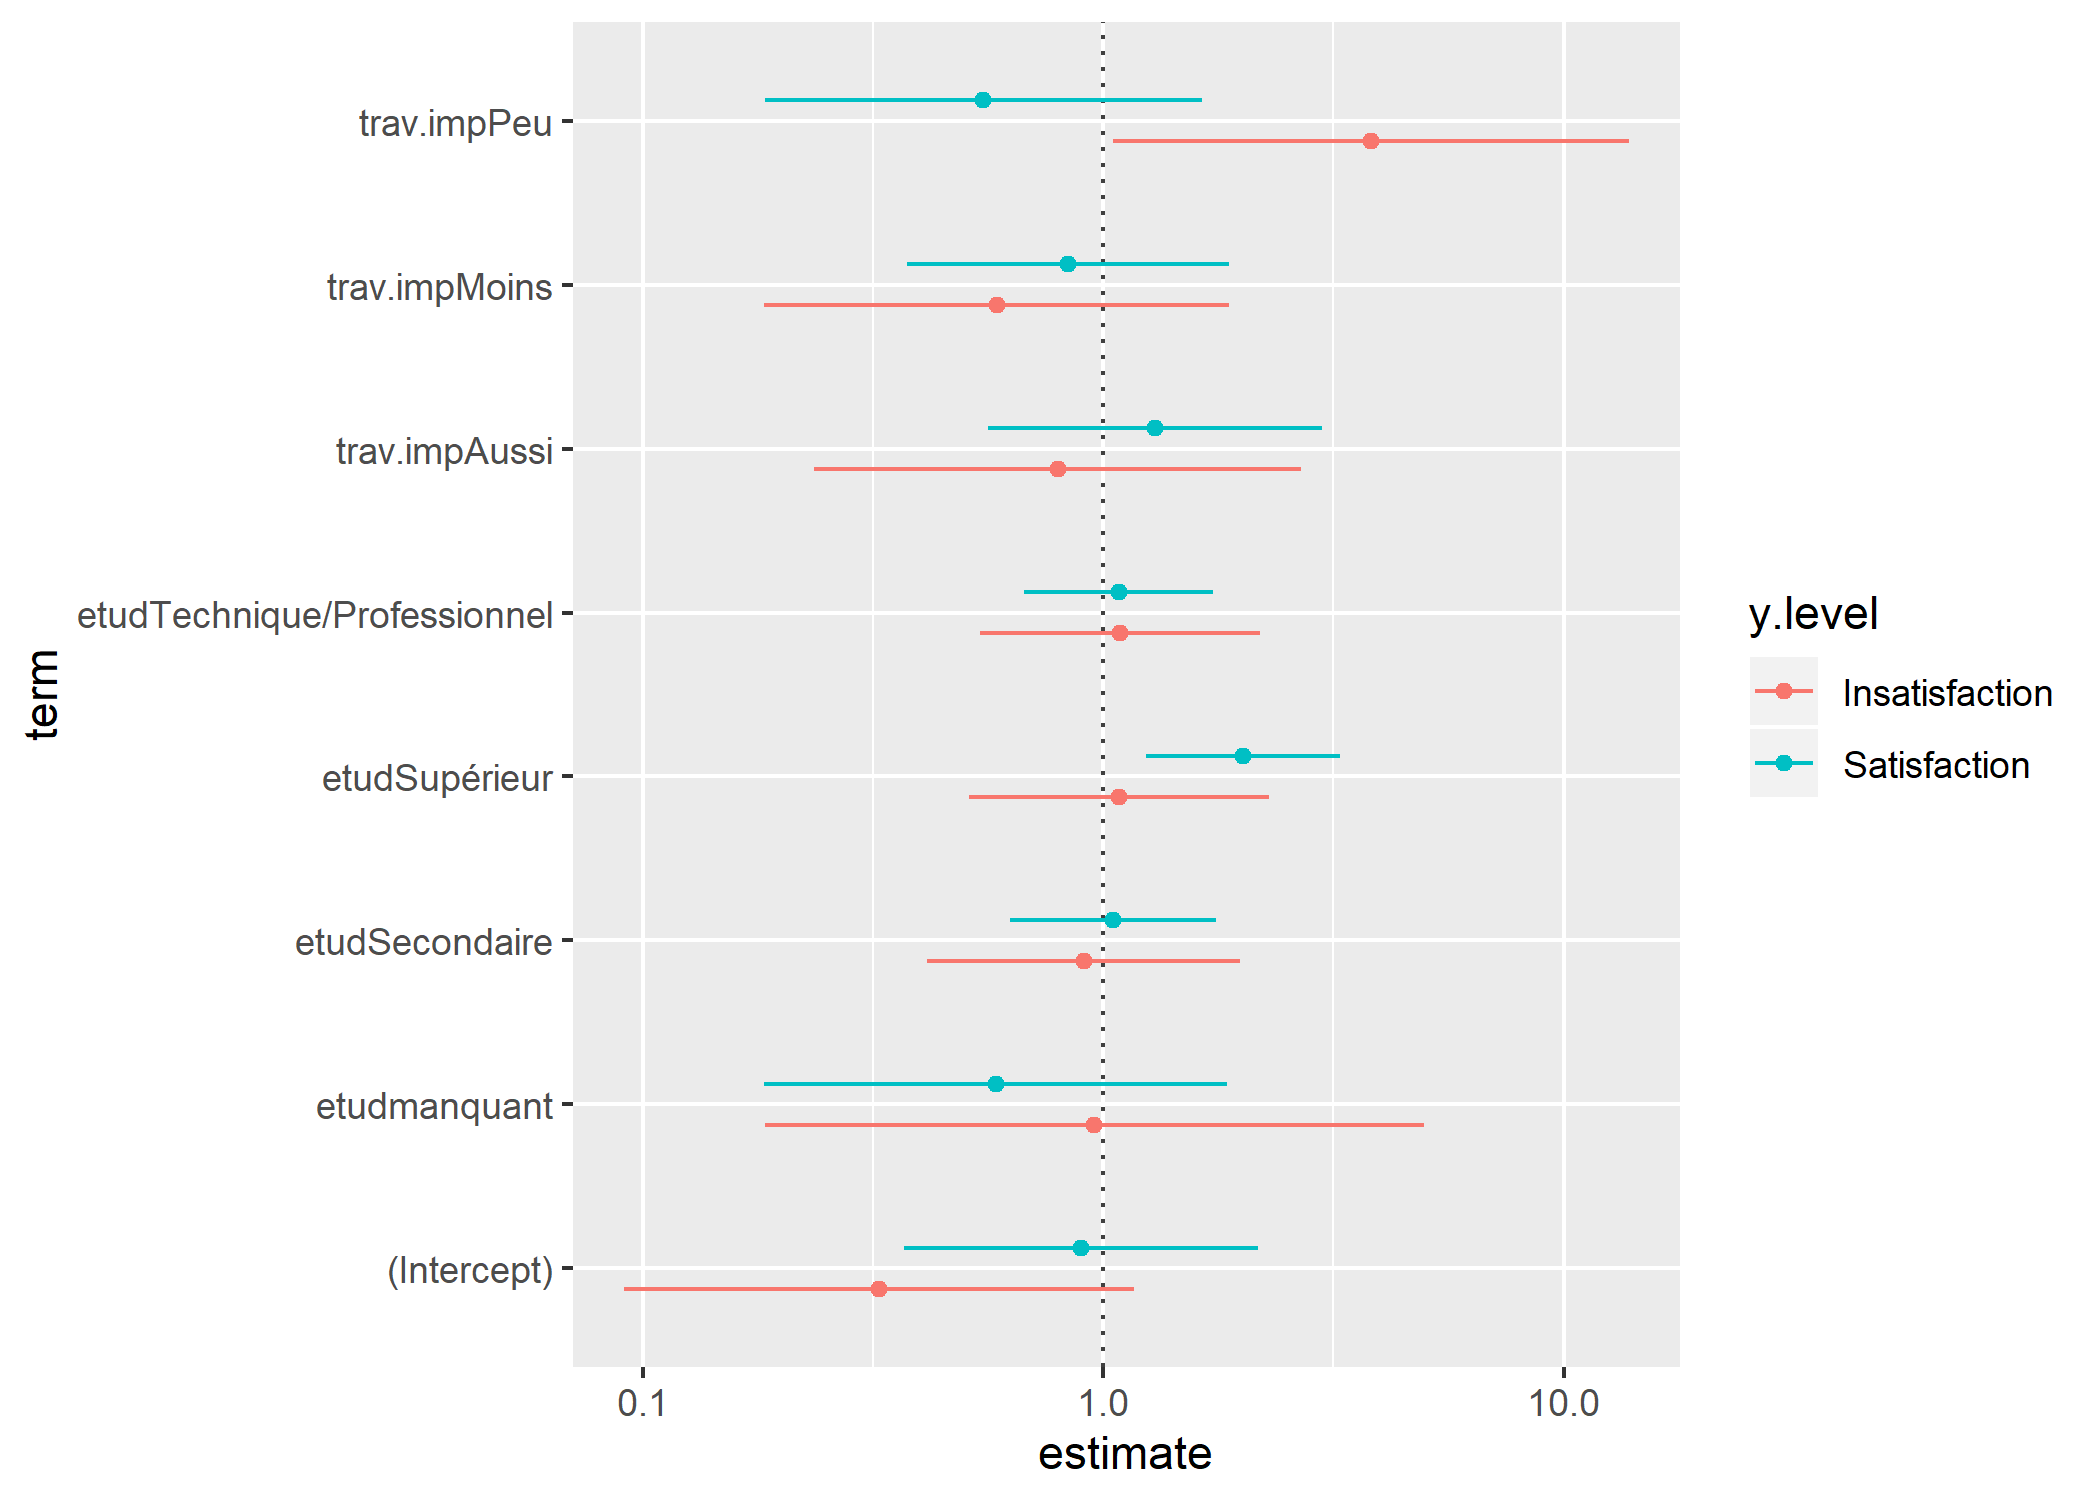 trav.impPeu
trav.impMoins
trav.impAussi
etudTechnique/Professionnel
etudSupérieur
etudSecondaire
etudmanquant
(Intercept)
term
0.1
1.0
10.0
estimate
y.level
Insatisfaction
Satisfaction